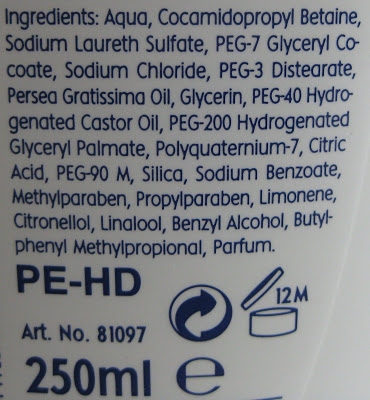 Ingredients: Aqua, Cocamidopropyl Betaine,
Sodium Laureth Sulfate, PEG-7 Glyceryl Co-
coate, Sodium Chloride, PEG-3 Distearate,
Persea Gratissima Oil, Glycerin, PEG-40 Hydro-
genated Castor Oil, PEG-200 Hydrogenated
Glyceryl Palmate, Polyquaternium-7, Citric
Acid, PEG-90 M, Silica, Sodium Benzoate,
Methylparaben, Propylparaben, Limonene,
Citronellol, Linalool, Benzyl Alcohol, Butyl-
phenyl Methylpropional, Parfum.
PE-HD
12M
Art. No. 81097
250ml e